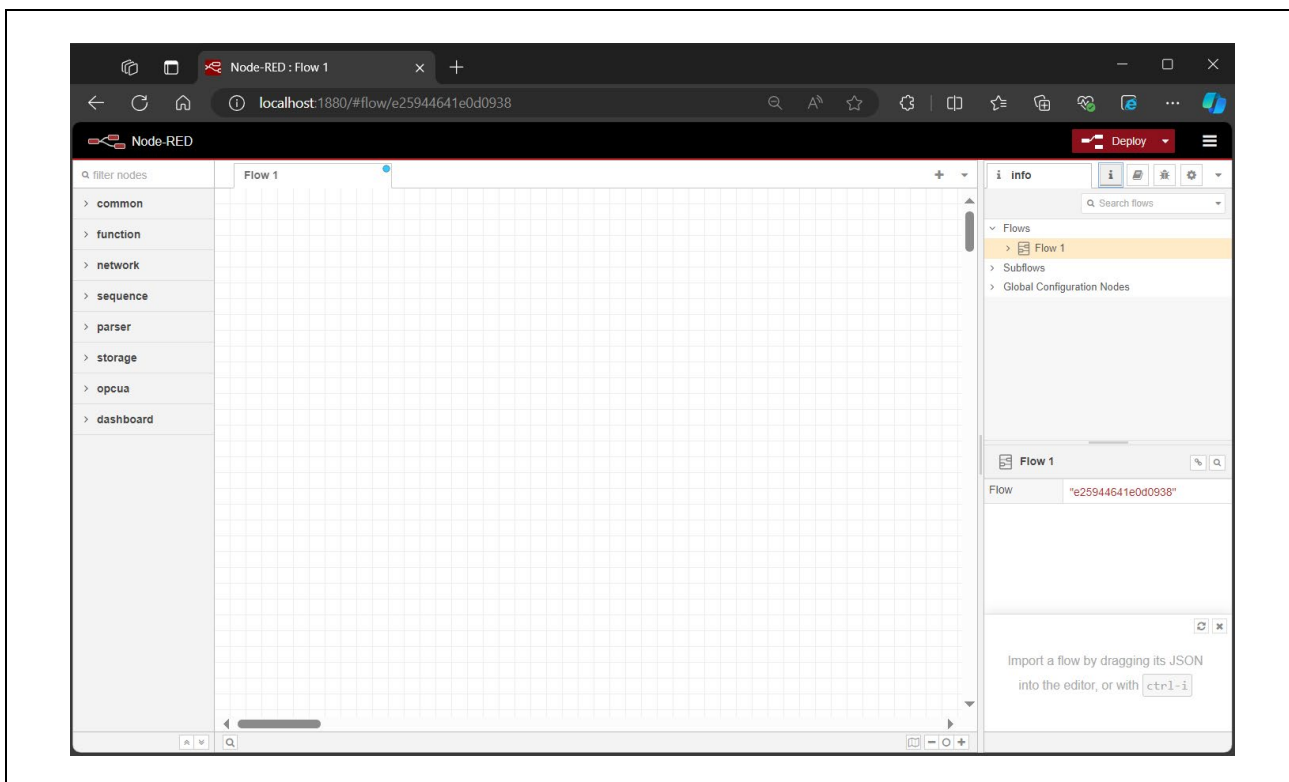 Node-RED : Flow 1
localhost:1880/#flow/e25944641e0d0938
Node-RED
Deploy
filter nodes
Flow 1
i info
i
common
Search flows
function
Flows
Flow 1
network
Subflows
Global Configuration Nodes
sequence
parser
storage
opcua
dashboard
Flow 1
Flow "e25944641e0d0938"
Import a flow by dragging its JSON
into the editor, or with ctrl-i